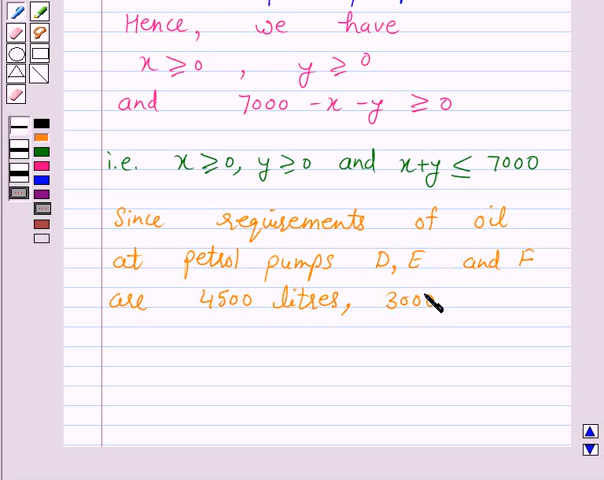 Hence, we have
x ≥ 0 , y ≥ 0
and 7000 - x - y ≥ 0
i.e. x ≥ 0, y ≥ 0 and x+y ≤ 7000
Since requirements of oil
at petrol pumps D, E and F
are 4500 litres, 3000